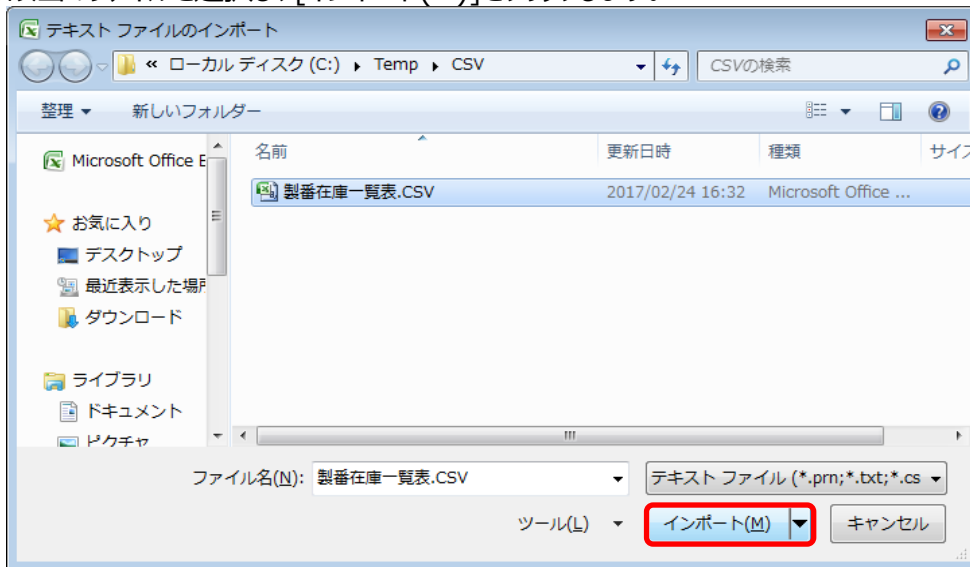 テキスト ファイルのインポート
« ローカル ディスク (C:) ▸ Temp ▸ CSV
CSVの検索
整理 ▼ 新しいフォルダー
名前 更新日時 種類 サイズ
製番在庫一覧表.CSV 2017/02/24 16:32 Microsoft Office ...
Microsoft Office E
お気に入り
デスクトップ
最近表示した場所
ダウンロード
ライブラリ
ドキュメント
ピクチャ
ファイル名(N): 製番在庫一覧表.CSV テキスト ファイル (*.prn;*.txt;*.cs
ツール(L) インポート(M) キャンセル